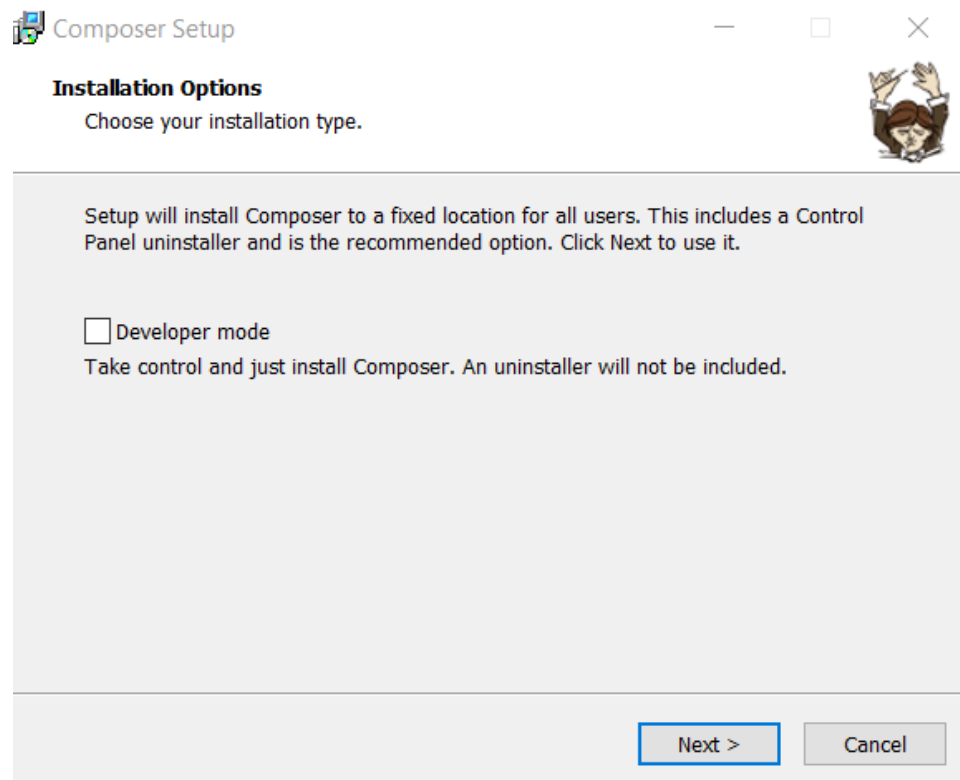 Composer Setup
Installation Options
Choose your installation type.
Setup will install Composer to a fixed location for all users. This includes a Control
Panel uninstaller and is the recommended option. Click Next to use it.
Developer mode
Take control and just install Composer. An uninstaller will not be included.
Next >
Cancel